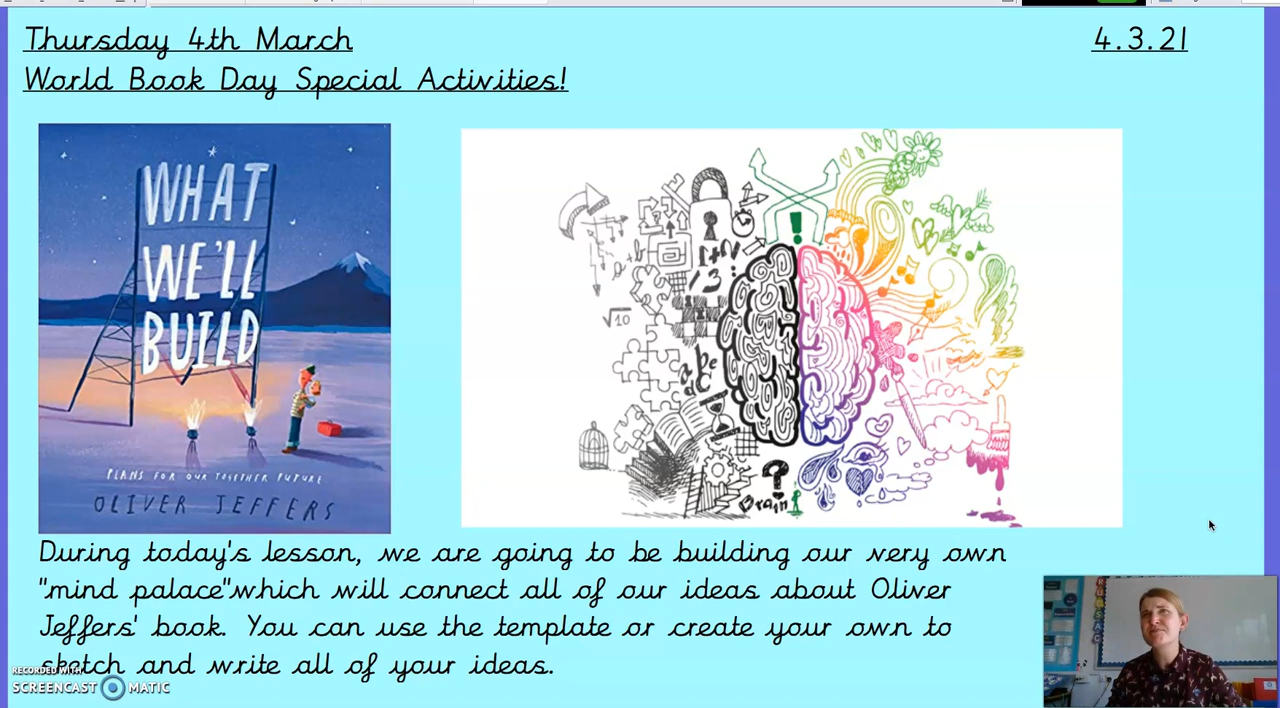 Thursday 4th March
4.3.21
World Book Day Special Activities!
WHAT
WE'LL
BUILD
PLANS FOR OUR TOGETHER FUTURE
OLIVER JEFFERS
!
√10
?
Brain
During today's lesson, we are going to be building our very own
"mind palace"which will connect all of our ideas about Oliver
Jeffers' book. You can use the template or create your own to
sketch and write all of your ideas.
RECORDED WITH
SCREENCAST MATIC